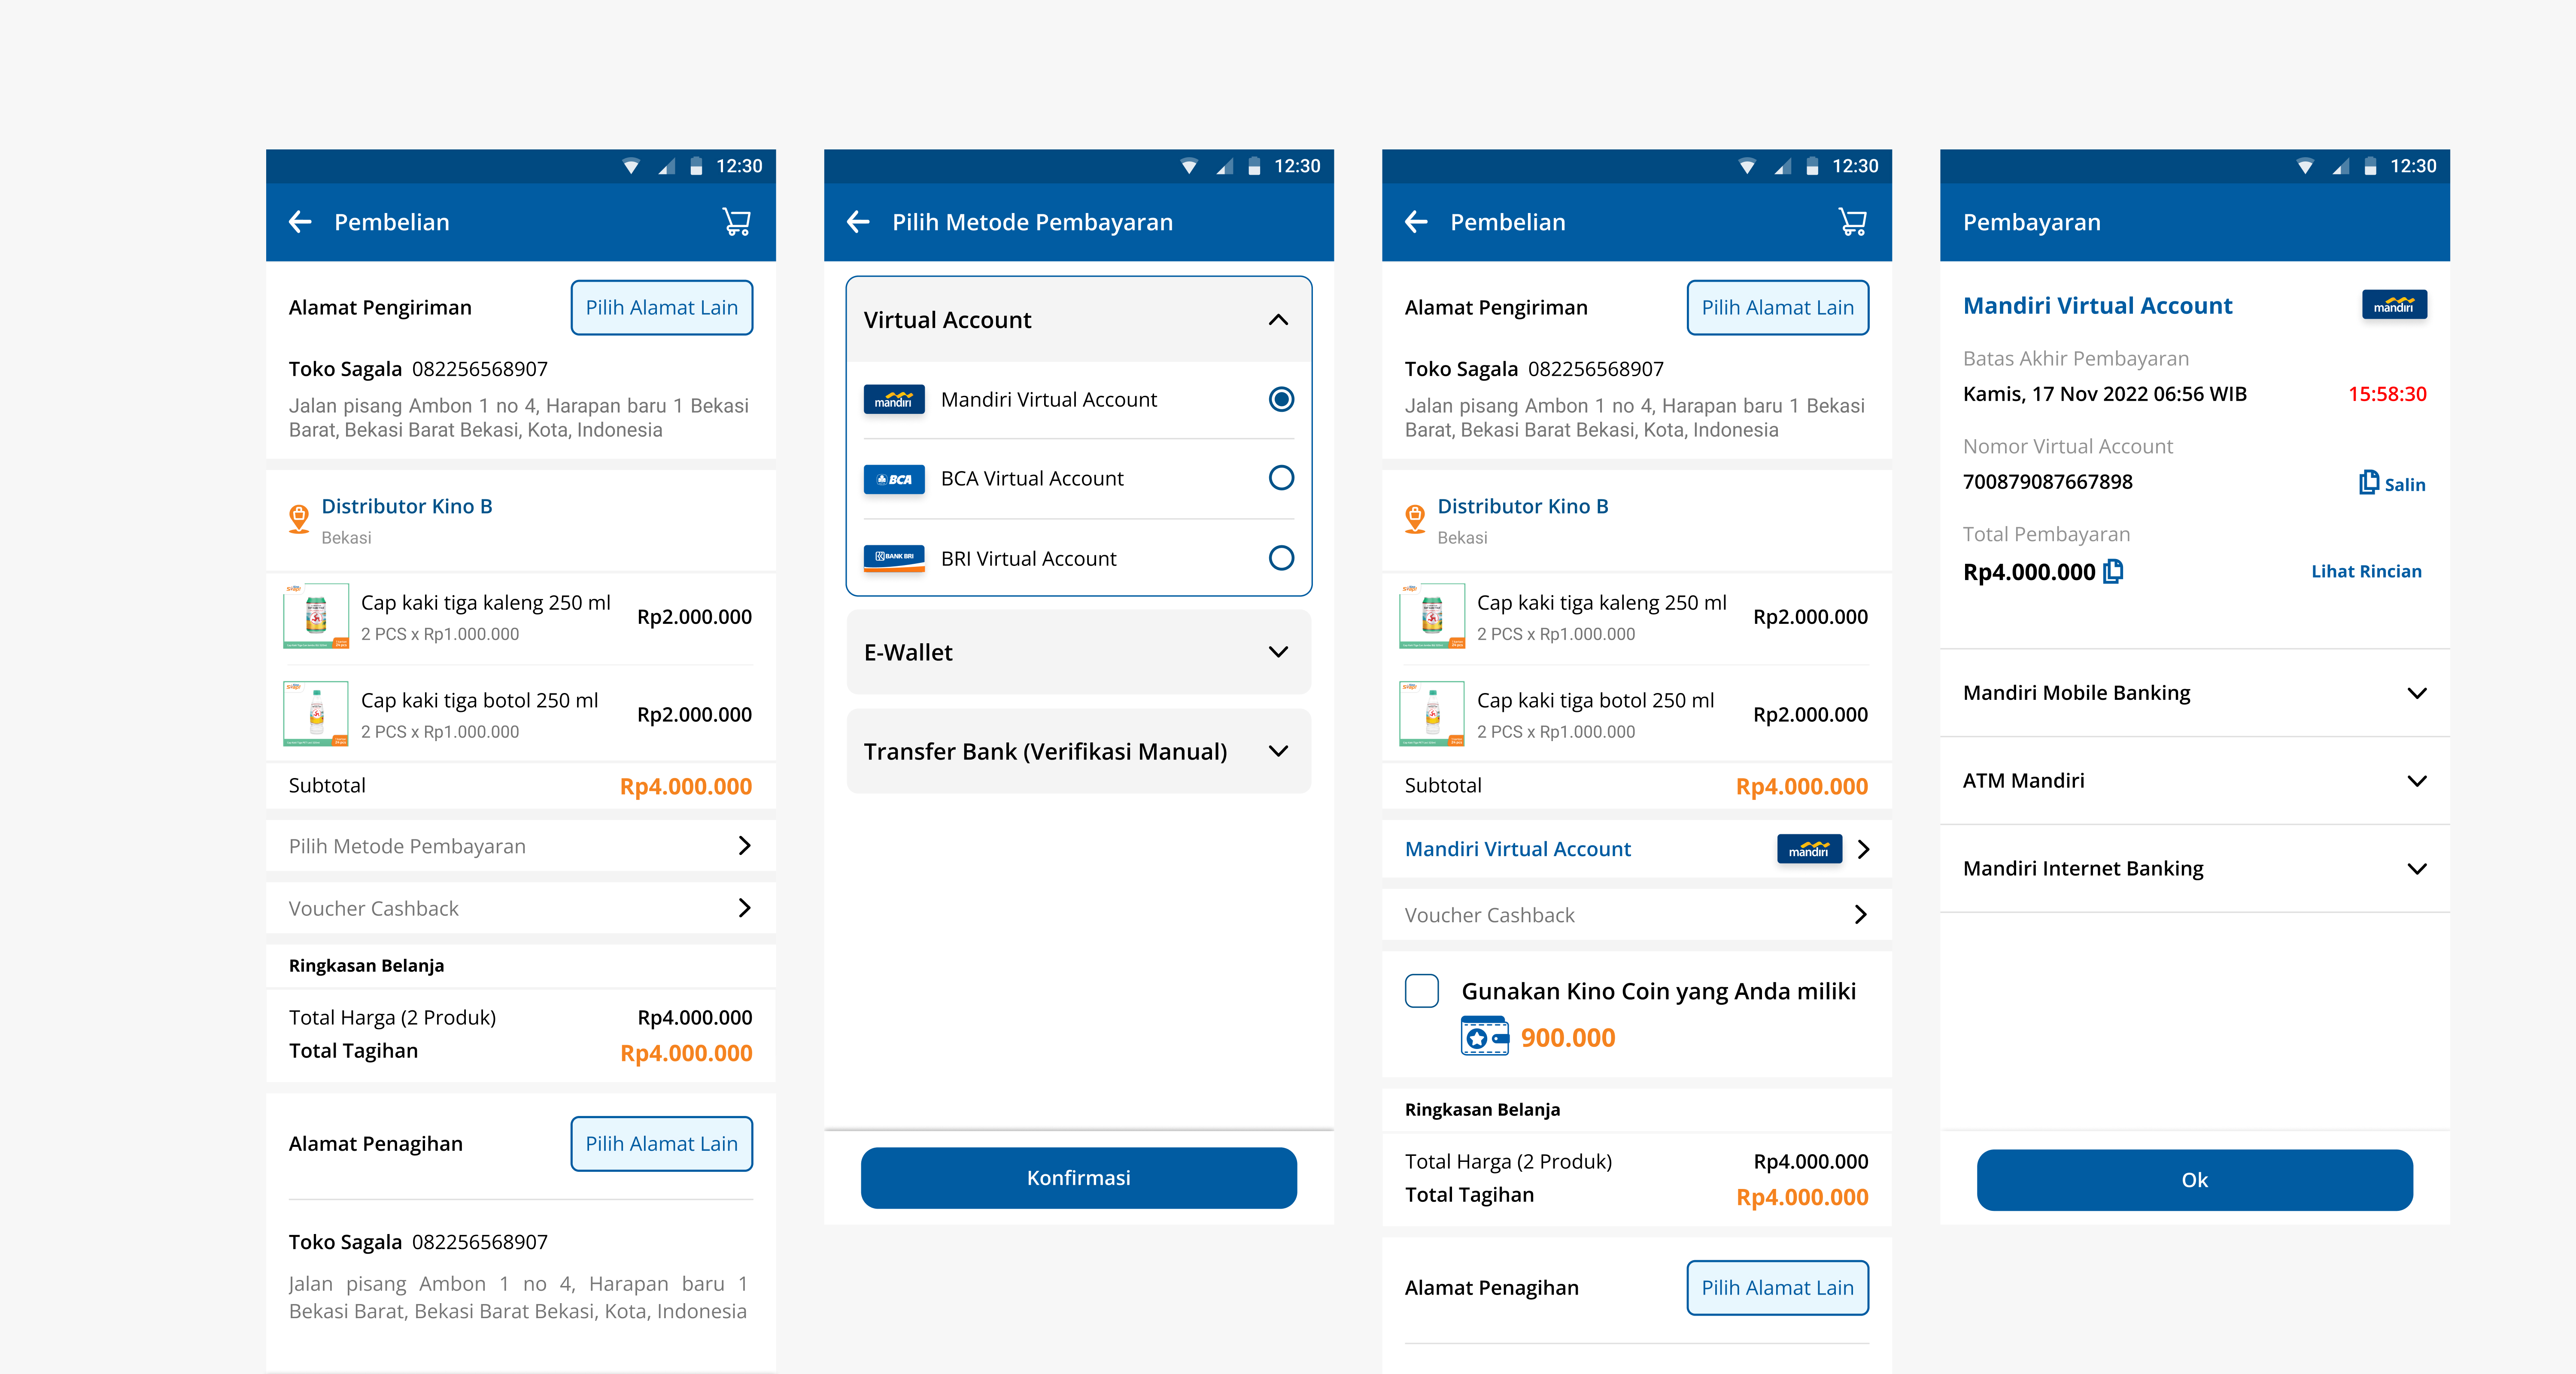 12:30
Pembelian
Alamat Pengiriman
Pilih Alamat Lain
Toko Sagala 082256568907
Jalan pisang Ambon 1 no 4, Harapan baru 1 Bekasi
Barat, Bekasi Barat Bekasi, Kota, Indonesia
Distributor Kino B
Bekasi
Cap kaki tiga kaleng 250 ml
2 PCS x Rp1.000.000
Rp2.000.000
Cap kaki tiga botol 250 ml
2 PCS x Rp1.000.000
Rp2.000.000
Subtotal
Rp4.000.000
Pilih Metode Pembayaran
Voucher Cashback
Ringkasan Belanja
Total Harga (2 Produk)
Rp4.000.000
Total Tagihan
Rp4.000.000
Alamat Penagihan
Pilih Alamat Lain
Toko Sagala 082256568907
Jalan pisang Ambon 1 no 4, Harapan baru 1
Bekasi Barat, Bekasi Barat Bekasi, Kota, Indonesia
12:30
Pilih Metode Pembayaran
Virtual Account
mandiri
Mandiri Virtual Account
BCA
BCA Virtual Account
BANK BRI
BRI Virtual Account
E-Wallet
Transfer Bank (Verifikasi Manual)
Konfirmasi
12:30
Pembelian
Alamat Pengiriman
Pilih Alamat Lain
Toko Sagala 082256568907
Jalan pisang Ambon 1 no 4, Harapan baru 1 Bekasi
Barat, Bekasi Barat Bekasi, Kota, Indonesia
Distributor Kino B
Bekasi
Cap kaki tiga kaleng 250 ml
2 PCS x Rp1.000.000
Rp2.000.000
Cap kaki tiga botol 250 ml
2 PCS x Rp1.000.000
Rp2.000.000
Subtotal
Rp4.000.000
Mandiri Virtual Account
mandiri
Voucher Cashback
Gunakan Kino Coin yang Anda miliki
900.000
Ringkasan Belanja
Total Harga (2 Produk)
Rp4.000.000
Total Tagihan
Rp4.000.000
Alamat Penagihan
Pilih Alamat Lain
12:30
Pembayaran
Mandiri Virtual Account
mandiri
Batas Akhir Pembayaran
Kamis, 17 Nov 2022 06:56 WIB
15:58:30
Nomor Virtual Account
700879087667898
Salin
Total Pembayaran
Rp4.000.000
Lihat Rincian
Mandiri Mobile Banking
ATM Mandiri
Mandiri Internet Banking
Ok